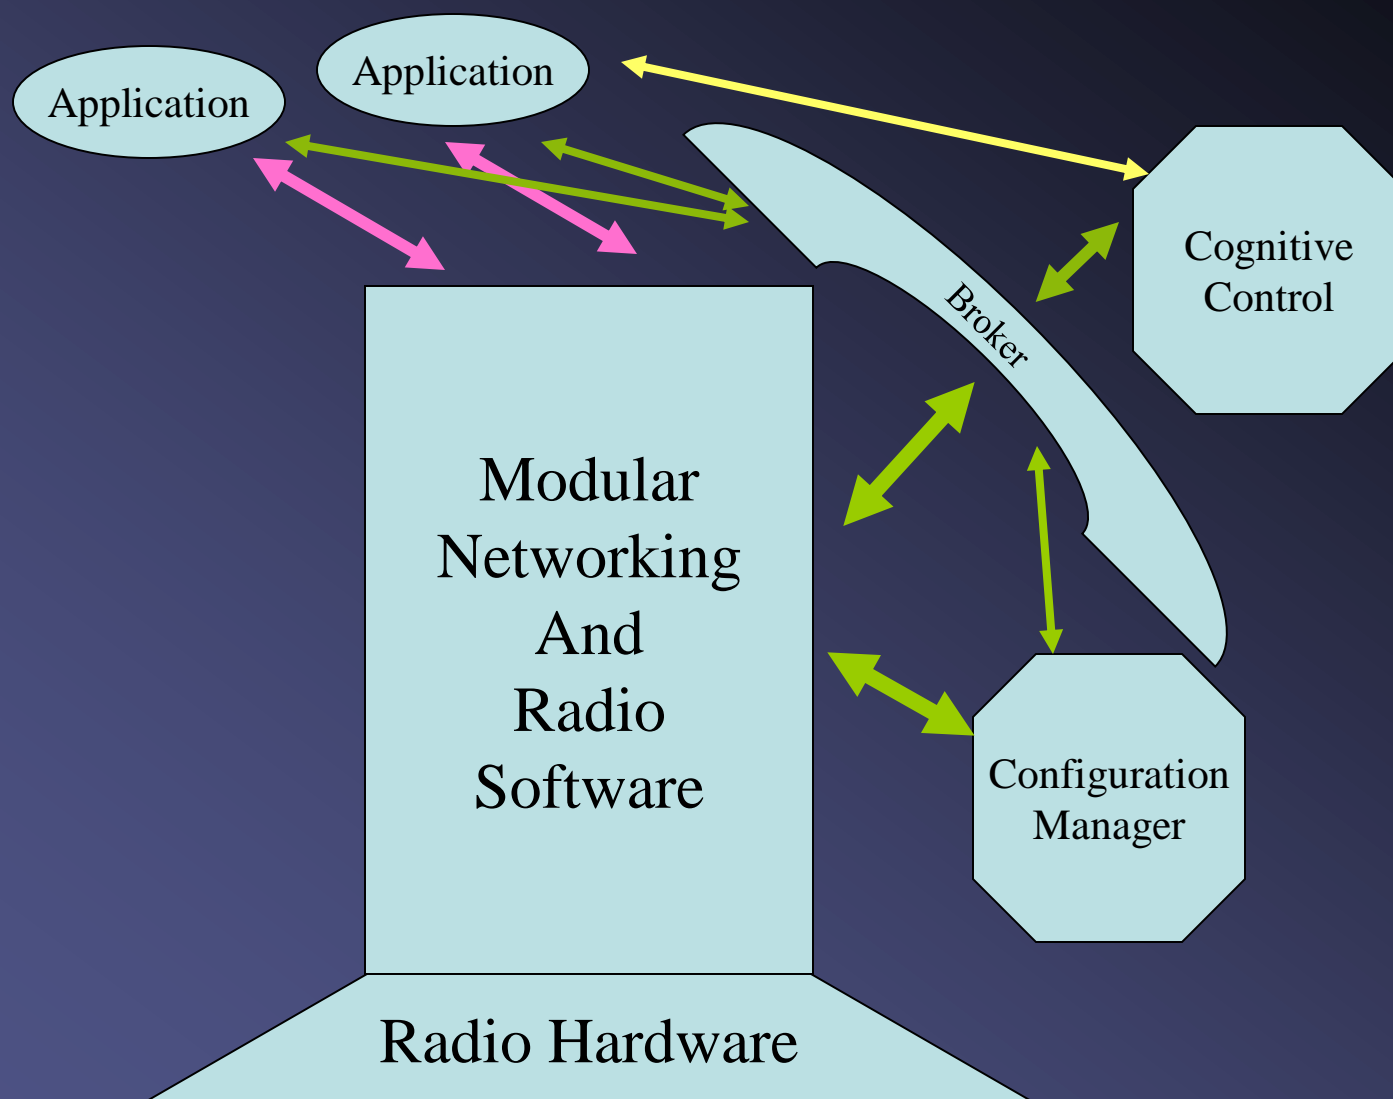 Application
Application
Cognitive
Control
Broker
Modular
Networking
And
Radio
Software
Configuration
Manager
Radio Hardware